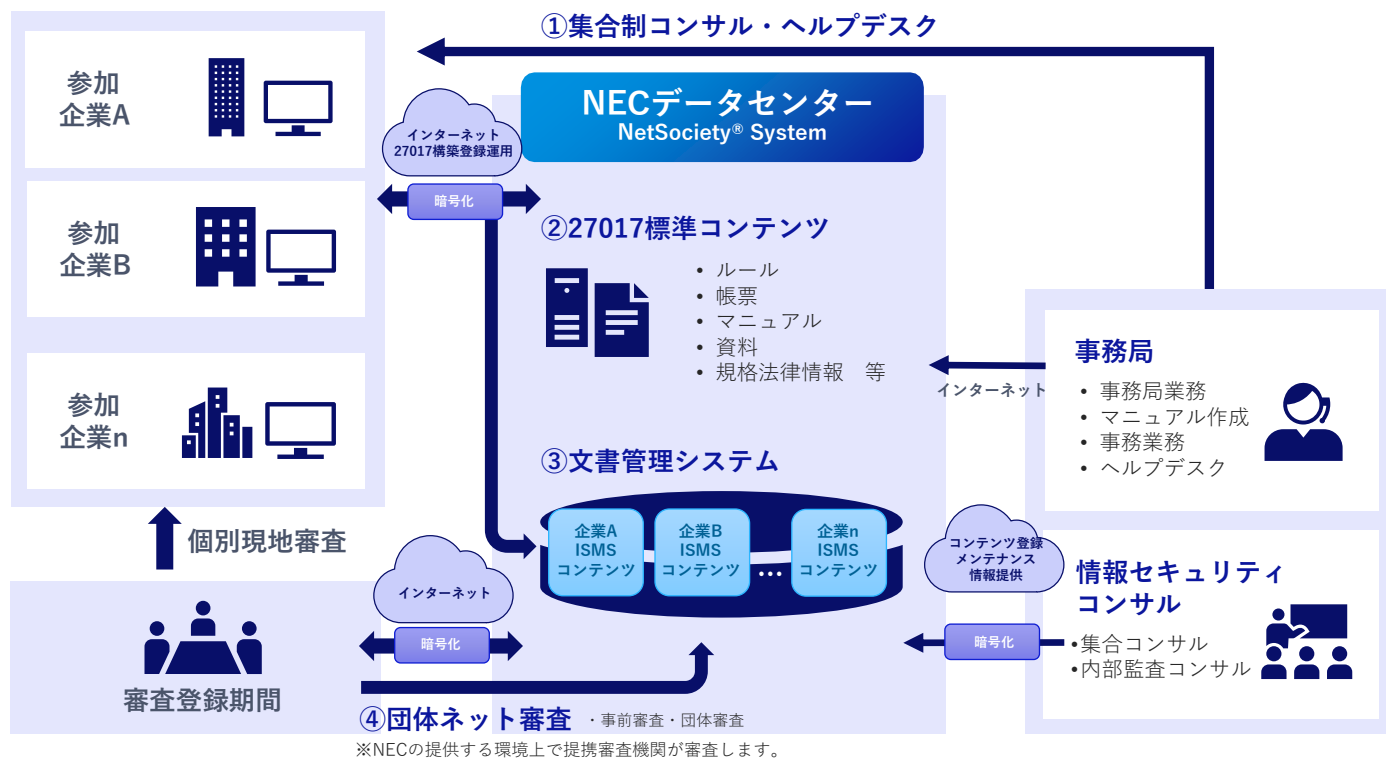 ①集合制コンサル・ヘルプデスク
参加
企業A
インターネット
27017構築登録運用
暗号化
NECデータセンター
NetSociety® System
参加
企業B
②27017標準コンテンツ
• ルール
• 帳票
• マニュアル
• 資料
• 規格法律情報　等
参加
企業n
インターネット
事務局
• 事務局業務
• マニュアル作成
• 事務業務
• ヘルプデスク
③文書管理システム
企業A
ISMS
コンテンツ
企業B
ISMS
コンテンツ
…
企業n
ISMS
コンテンツ
個別現地審査
インターネット
暗号化
コンテンツ登録
メンテナンス
情報提供
暗号化
情報セキュリティ
コンサル
•集合コンサル
•内部監査コンサル
審査登録期間
④団体ネット審査 ・事前審査・団体審査
※NECの提供する環境上で提携審査機関が審査します。